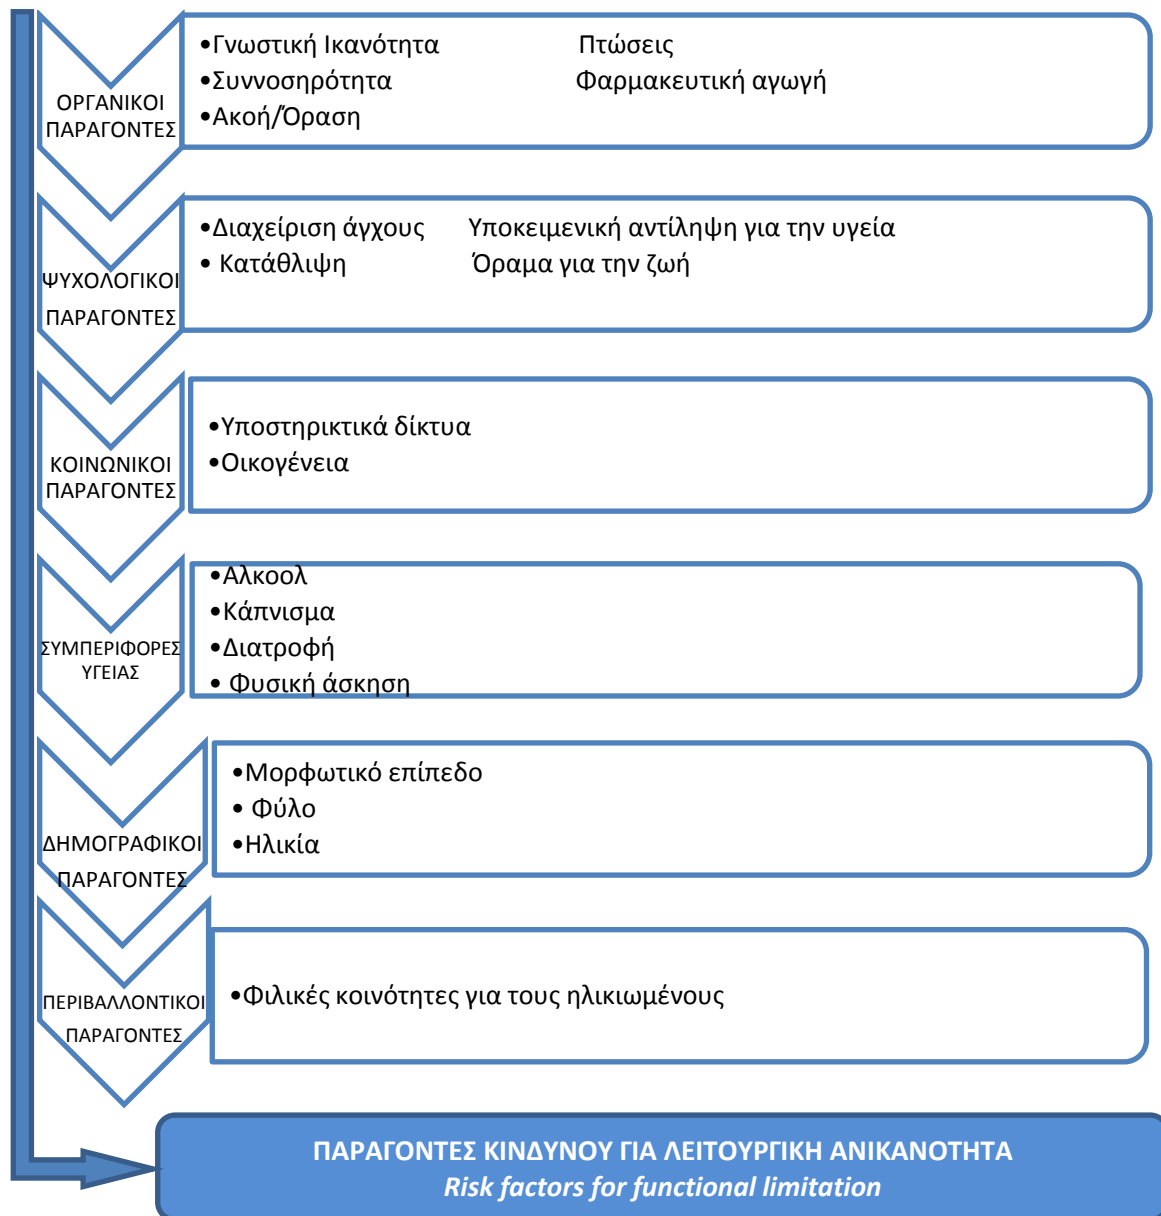 •Γνωστική Ικανότητα Πτώσεις
•Συννοσηρότητα Φαρμακευτική αγωγή
•Ακοή/Όραση
ΟΡΓΑΝΙΚΟΙ
ΠΑΡΑΓΟΝΤΕΣ
•Διαχείριση άγχους Υποκειμενική αντίληψη για την υγεία
• Κατάθλιψη Όραμα για την ζωή
ΨΥΧΟΛΟΓΙΚΟΙ
ΠΑΡΑΓΟΝΤΕΣ
•Υποστηρικτικά δίκτυα
•Οικογένεια
ΚΟΙΝΩΝΙΚΟΙ
ΠΑΡΑΓΟΝΤΕΣ
•Αλκοολ
•Κάπνισμα
•Διατροφή
• Φυσική άσκηση
ΣΥΜΠΕΡΙΦΟΡΕΣ
ΥΓΕΙΑΣ
•Μορφωτικό επίπεδο
• Φύλο
•Ηλικία
ΔΗΜΟΓΡΑΦΙΚΟΙ
ΠΑΡΑΓΟΝΤΕΣ
•Φιλικές κοινότητες για τους ηλικιωμένους
ΠΕΡΙΒΑΛΛΟΝΤΙΚΟΙ
ΠΑΡΑΓΟΝΤΕΣ
ΠΑΡΑΓΟΝΤΕΣ ΚΙΝΔΥΝΟΥ ΓΙΑ ΛΕΙΤΟΥΡΓΙΚΗ ΑΝΙΚΑΝΟΤΗΤΑ
Risk factors for functional limitation